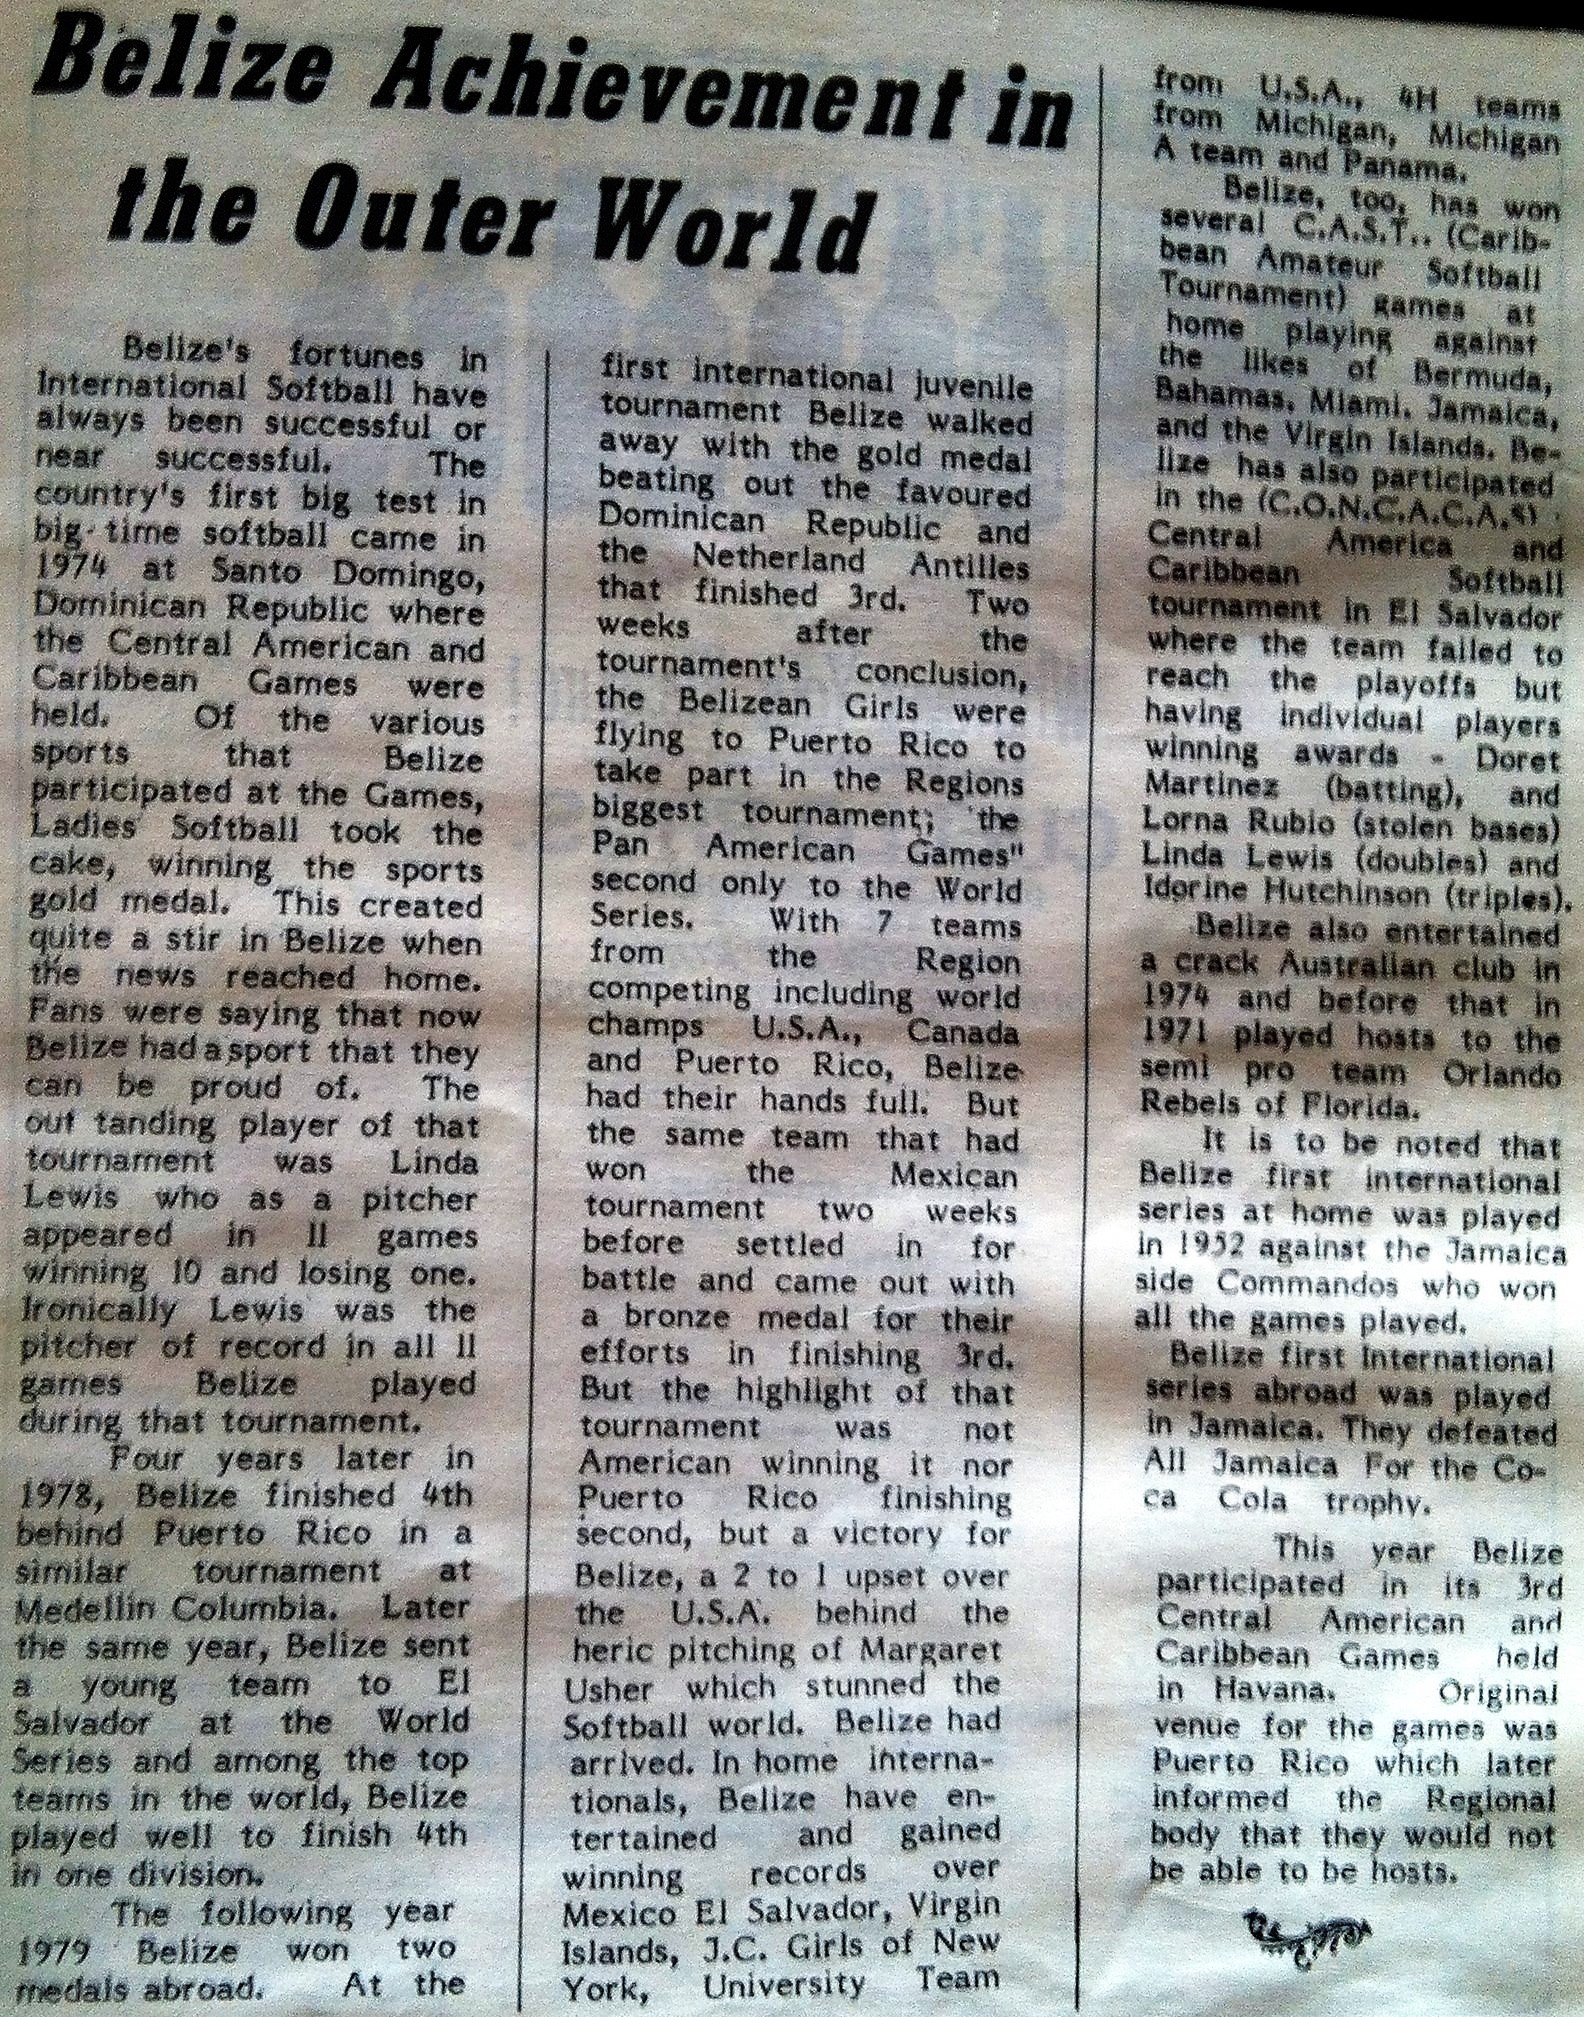 Belize Achievement in
the Outer World
Belize's fortunes in
International Softball have
always been successful or
near successful. The
country's first big test in
big time softball came in
1974 at Santo Domingo,
Dominican Republic where
the Central American and
Caribbean Games were
held. Of the various
sports that Belize
participated at the Games,
Ladies Softball took the
cake, winning the sports
gold medal. This created
quite a stir in Belize when
the news reached home.
Fans were saying that now
Belize had a sport that they
can be proud of. The
out tanding player of that
tournament was Linda
Lewis who as a pitcher
appeared in 11 games
winning 10 and losing one.
Ironically Lewis was the
pitcher of record in all 11
games Belize played
during that tournament.
Four years later in
1978, Belize finished 4th
behind Puerto Rico in a
similar tournament at
Medellin Columbia. Later
the same year, Belize sent
a young team to El
Salvador at the World
Series and among the top
teams in the world, Belize
played well to finish 4th
in one division.
The following year
1979 Belize won two
medals abroad. At the
first international juvenile
tournament Belize walked
away with the gold medal
beating out the favoured
Dominican Republic and
the Netherland Antilles
that finished 3rd. Two
weeks after the
tournament's conclusion,
the Belizean Girls were
flying to Puerto Rico to
take part in the Regions
biggest tournament; 'the
Pan American Games"
second only to the World
Series. With 7 teams
from the Region
competing including world
champs U.S.A., Canada
and Puerto Rico, Belize
had their hands full. But
the same team that had
won the Mexican
tournament two weeks
before settled in for
battle and came out with
a bronze medal for their
efforts in finishing 3rd.
But the highlight of that
tournament was not
American winning it nor
Puerto Rico finishing
second, but a victory for
Belize, a 2 to 1 upset over
the U.S.A. behind the
heric pitching of Margaret
Usher which stunned the
Softball world. Belize had
arrived. In home interna-
tionals, Belize have en-
tertained and gained
winning records over
Mexico El Salvador, Virgin
Islands, J.C. Girls of New
York, University Team
from U.S.A., 4H teams
from Michigan, Michigan
A team and Panama.
Belize, too, has won
several C.A.S.T.. (Carib-
bean Amateur Softball
Tournament) games at
home playing against
the likes of Bermuda,
Bahamas, Miami, Jamaica,
and the Virgin Islands. Be-
lize has also participated
in the (C.O.N.C.A.C.A.S)
Central America and
Caribbean Softball
tournament in El Salvador
where the team failed to
reach the playoffs but
having individual players
winning awards - Doret
Martinez (batting), and
Lorna Rubio (stolen bases)
Linda Lewis (doubles) and
Idorine Hutchinson (triples).
Belize also entertained
a crack Australian club in
1974 and before that in
1971 played hosts to the
semi pro team Orlando
Rebels of Florida.
It is to be noted that
Belize first international
series at home was played
in 1952 against the Jamaica
side Commandos who won
all the games played.
Belize first International
series abroad was played
in Jamaica. They defeated
All Jamaica For the Co-
ca Cola trophy.
This year Belize
participated in its 3rd
Central American and
Caribbean Games held
in Havana. Original
venue for the games was
Puerto Rico which later
informed the Regional
body that they would not
be able to be hosts.